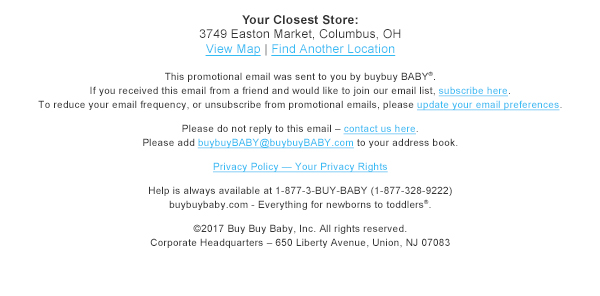 Your Closest Store:
3749 Easton Market, Columbus, OH
View Map | Find Another Location
This promotional email was sent to you by buybuy BABY®.
If you received this email from a friend and would like to join our email list, subscribe here.
To reduce your email frequency, or unsubscribe from promotional emails, please update your email preferences.
Please do not reply to this email – contact us here.
Please add buybuyBABY@buybuyBABY.com to your address book.
Privacy Policy — Your Privacy Rights
Help is always available at 1-877-3-BUY-BABY (1-877-328-9222)
buybuybaby.com - Everything for newborns to toddlers®.
©2017 Buy Buy Baby, Inc. All rights reserved.
Corporate Headquarters – 650 Liberty Avenue, Union, NJ 07083